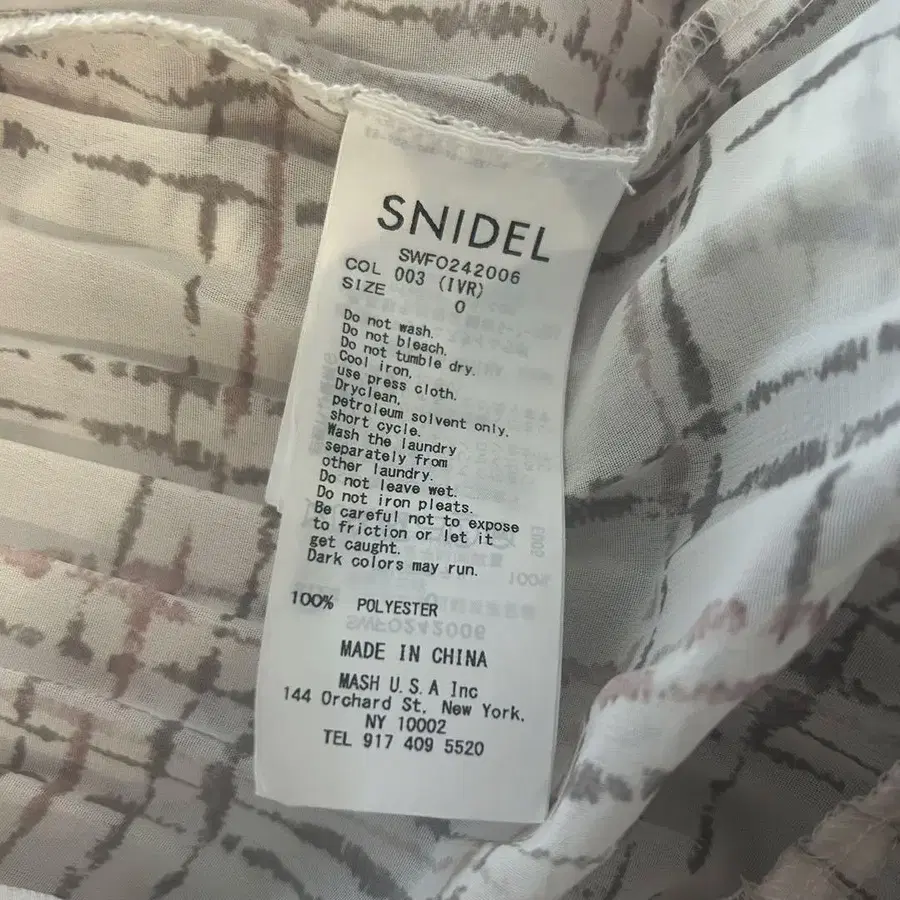 SNIDEL
SWFO242006
COL 003 (IVR)
SIZE 0
Do not wash.
Do not bleach.
Do not tumble dry.
Cool iron,
use press cloth.
Dryclean,
petroleum solvent only,
short cycle.
Wash the laundry
separately from
other laundry.
Do not leave wet.
Do not iron pleats.
Be careful not to expose
to friction or let it
get caught.
Dark colors may run.
100% POLYESTER
MADE IN CHINA
MASH U.S.A Inc
144 Orchard St, New York,
NY 10002
TEL 917 409 5520